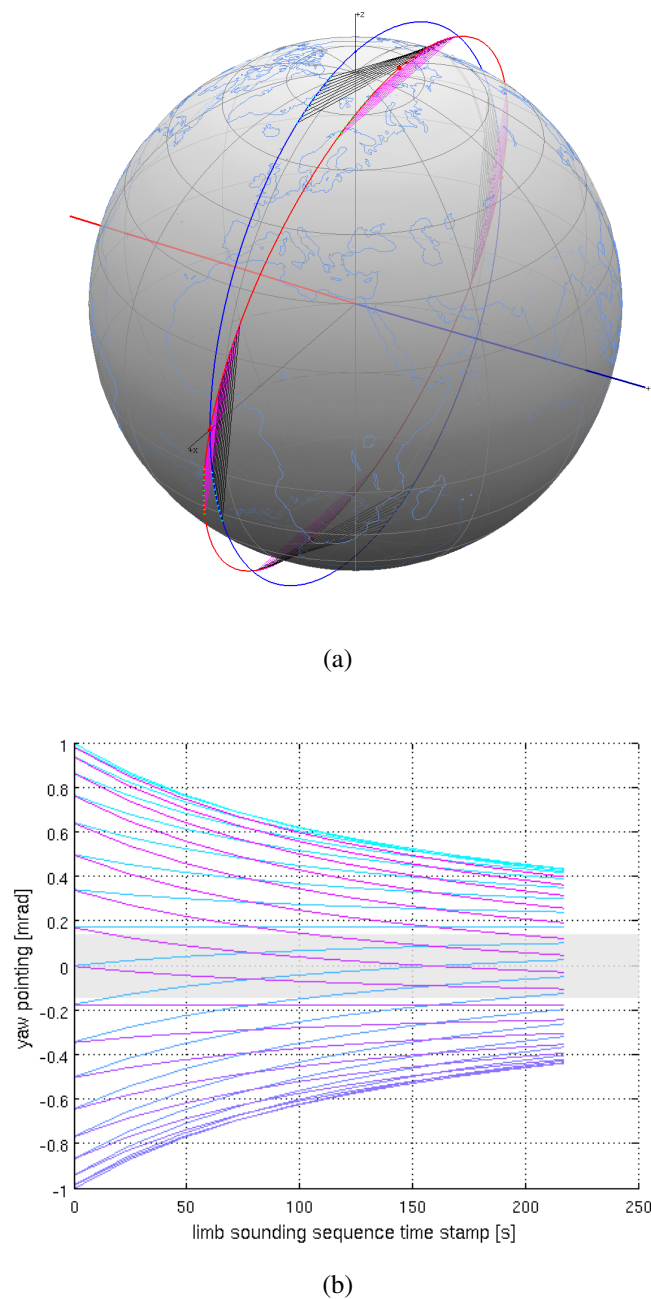 +z
+
+x
(a)
1
0.8
0.6
0.4
0.2
0
-0.2
-0.4
-0.6
-0.8
-1
yaw pointing [mrad]
0 50 100 150 200 250
limb sounding sequence time stamp [s]
(b)